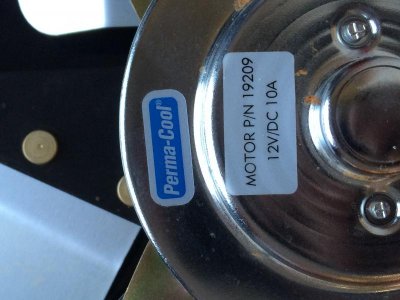 Perma-Cool®
MOTOR P/N 19209
12V/DC 10A